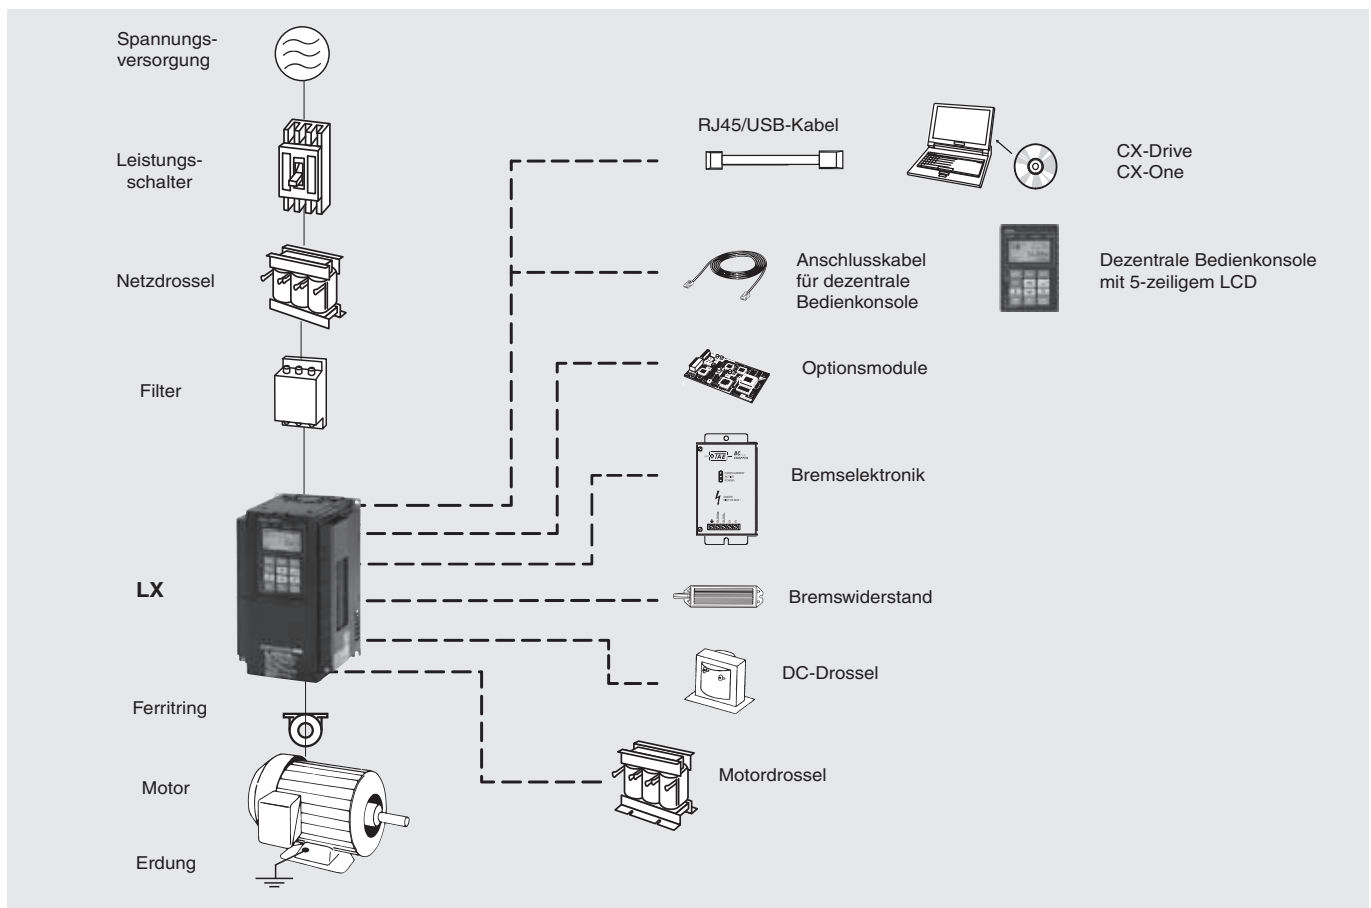 Spannungs-
versorgung
Leistungs-
schalter
Netzdrossel
Filter
LX
Ferritring
Motor
Erdung
RJ45/USB-Kabel
CX-Drive
CX-One
Anschlusskabel
für dezentrale
Bedienkonsole
Dezentrale Bedienkonsole
mit 5-zeiligem LCD
Optionsmodule
Bremselektronik
Bremswiderstand
DC-Drossel
Motordrossel